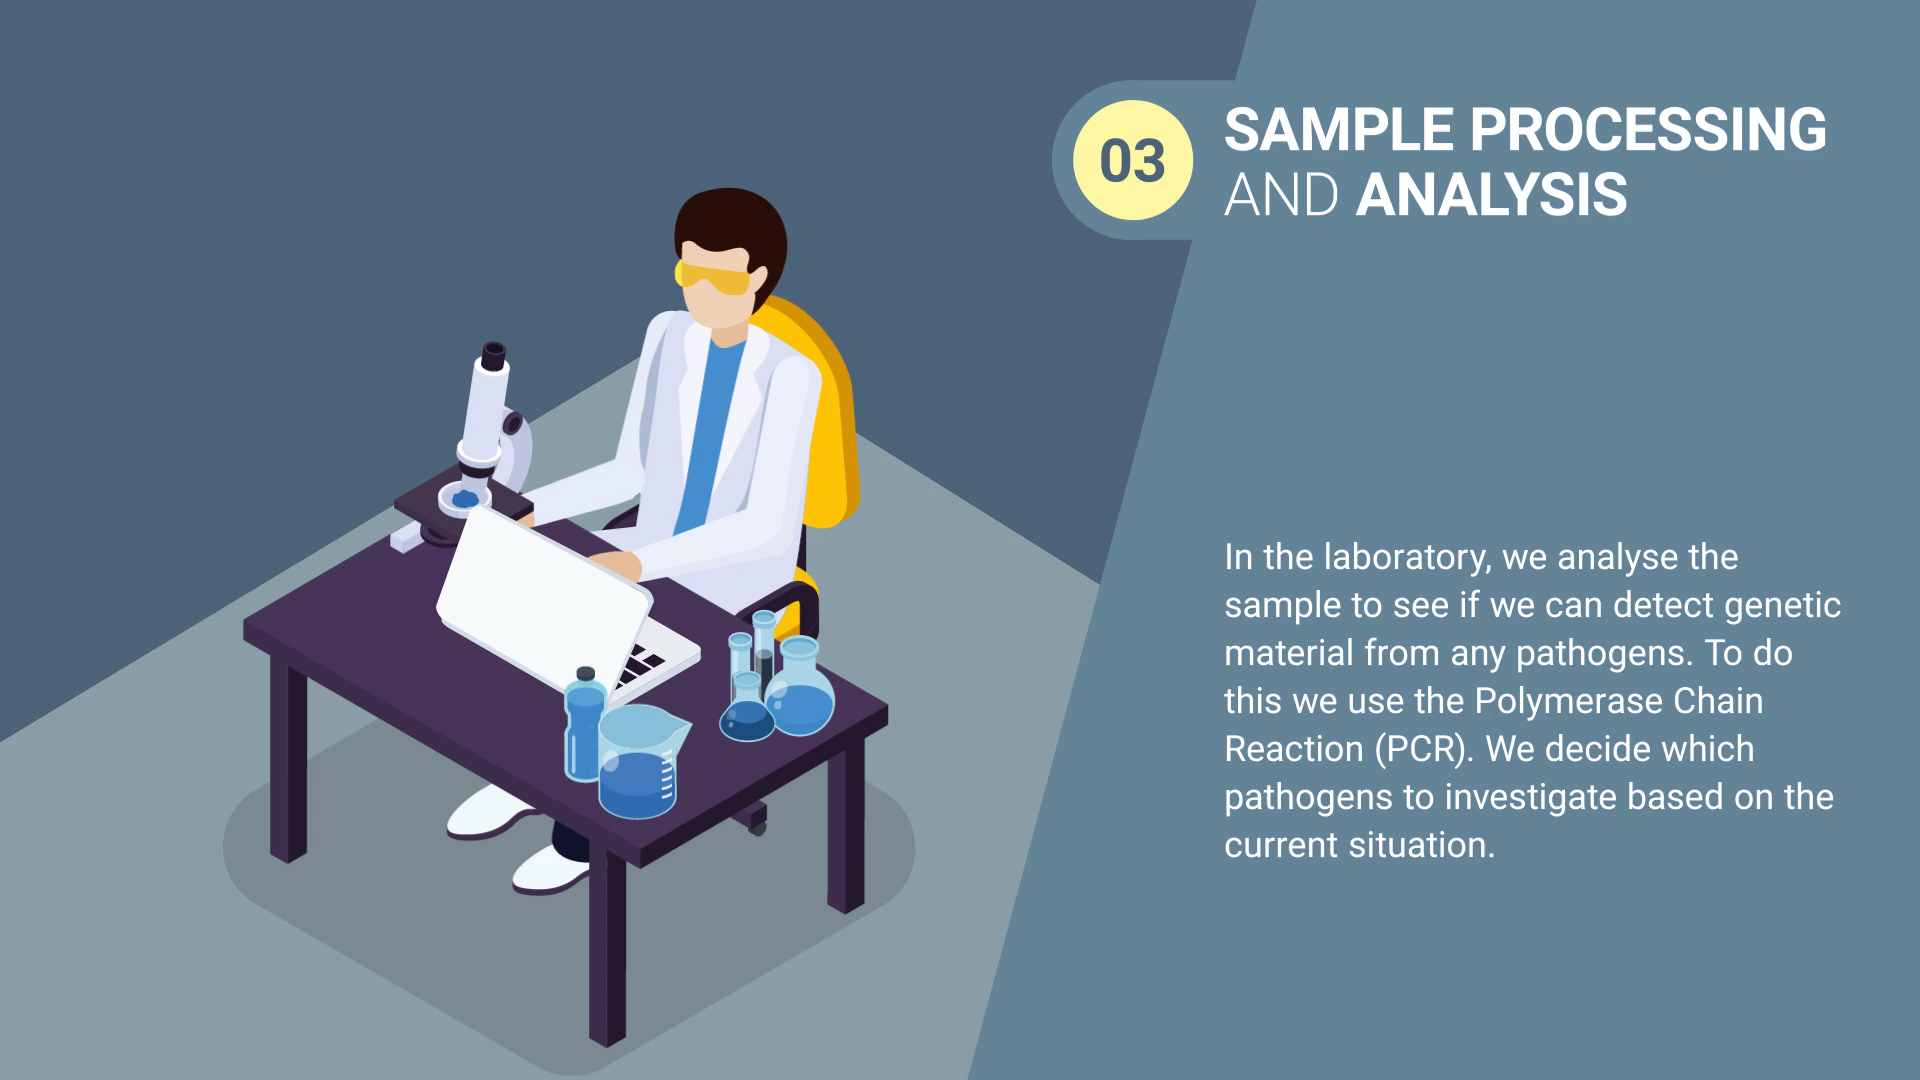 03
SAMPLE PROCESSING
AND ANALYSIS
In the laboratory, we analyse the
sample to see if we can detect genetic
material from any pathogens. To do
this we use the Polymerase Chain
Reaction (PCR). We decide which
pathogens to investigate based on the
current situation.